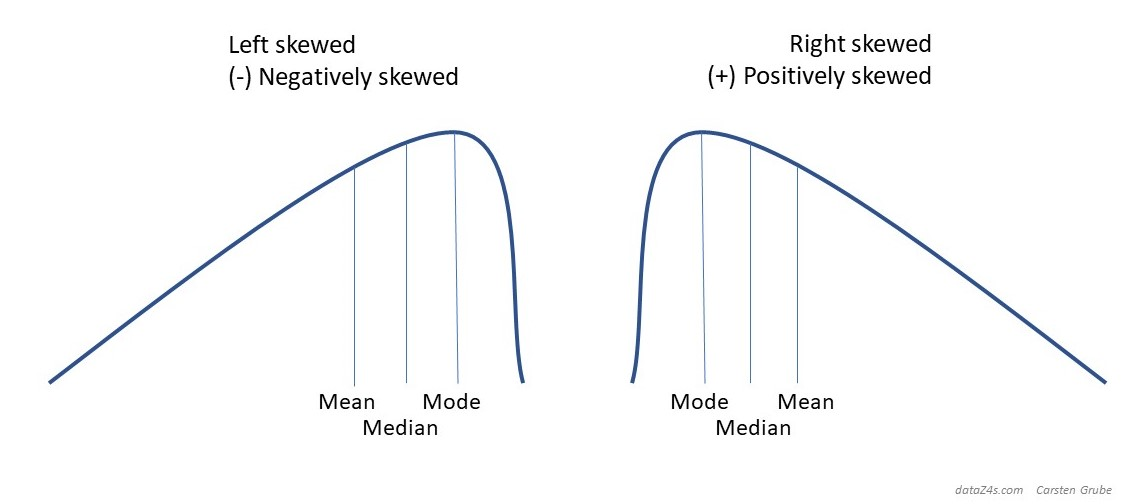 Left skewed
(-) Negatively skewed
Right skewed
(+) Positively skewed
Mean Mode
Median
Mode Mean
Median
dataZ4s.com Carsten Grube